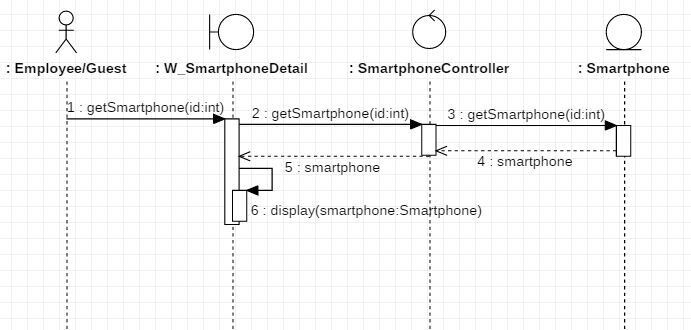 : Employee/Guest : W_SmartphoneDetail : SmartphoneController : Smartphone
1 : getSmartphone(id:int)
2 : getSmartphone(id:int)
3 : getSmartphone(id:int)
4 : smartphone
5 : smartphone
6 : display(smartphone:Smartphone)